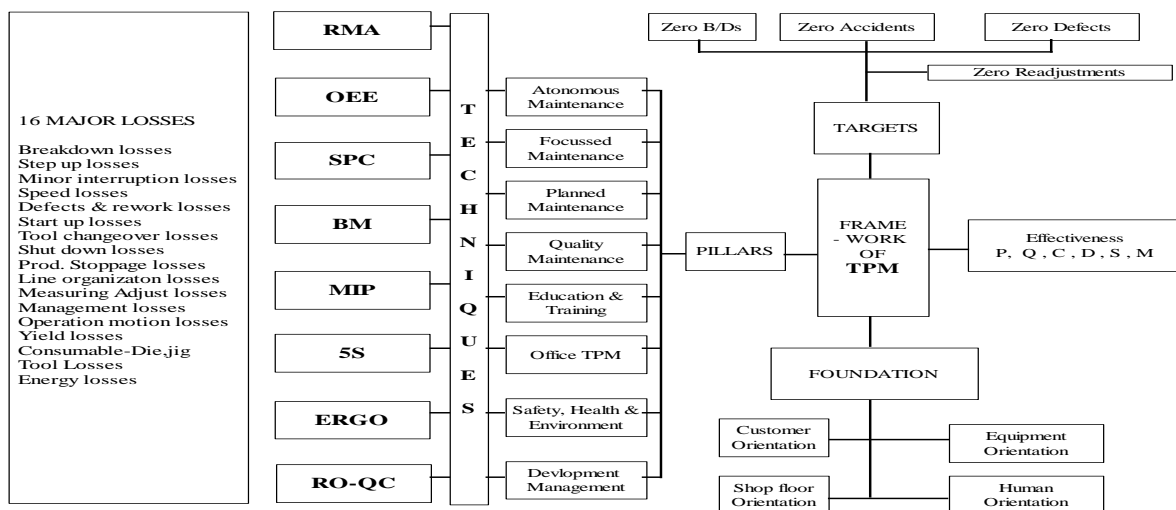 16 MAJOR LOSSES
Breakdown losses
Step up losses
Minor interruption losses
Speed losses
Defects & rework losses
Start up losses
Tool changeover losses
Shut down losses
Prod. Stoppage losses
Line organizaton losses
Measuring Adjust losses
Management losses
Operation motion losses
Yield losses
Consumable-Die,jig
Tool Losses
Energy losses
RMA
OEE
SPC
BM
MIP
5S
ERGO
RO-QC
T
E
C
H
N
I
Q
U
E
S
Atonomous
Maintenance
Focussed
Maintenance
Planned
Maintenance
Quality
Maintenance
Education &
Training
Office TPM
Safety, Health &
Environment
Devlopment
Management
PILLARS
Zero B/Ds
Zero Accidents
Zero Defects
Zero Readjustments
TARGETS
FRAME
- WORK
OF
TPM
Effectiveness
P, Q , C , D , S , M
FOUNDATION
Customer
Orientation
Equipment
Orientation
Shop floor
Orientation
Human
Orientation